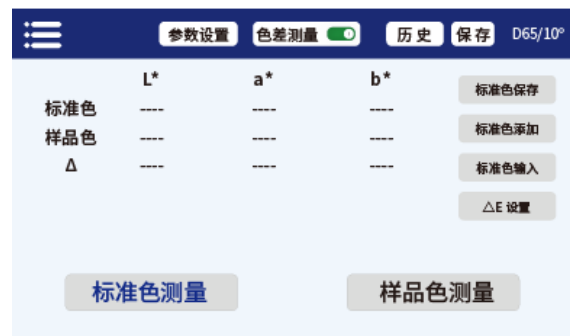 参数设置 色差测量 历史 保存 D65/10°
L* a* b*
标准色 ---- ---- ----
样品色 ---- ---- ----
Δ ---- ---- ----
标准色保存
标准色添加
标准色输入
△E 设置
标准色测量 样品色测量